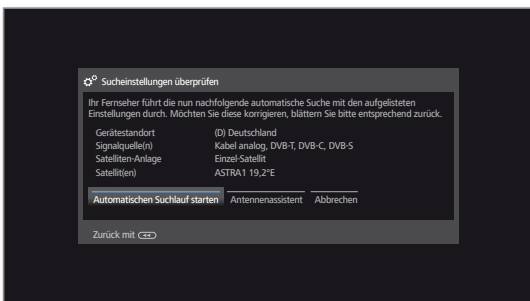 Sucheinstellungen überprüfen
Ihr Fernseher führt die nun nachfolgende automatische Suche mit den aufgelisteten
Einstellungen durch. Möchten Sie diese korrigieren, blättern Sie bitte entsprechend zurück.
Gerätestandort (D) Deutschland
Signalquelle(n) Kabel analog, DVB-T, DVB-C, DVB-S
Satelliten-Anlage Einzel-Satellit
Satellit(en) ASTRA1 19,2°E
Automatischen Suchlauf starten Antennenassistent Abbrechen
Zurück mit